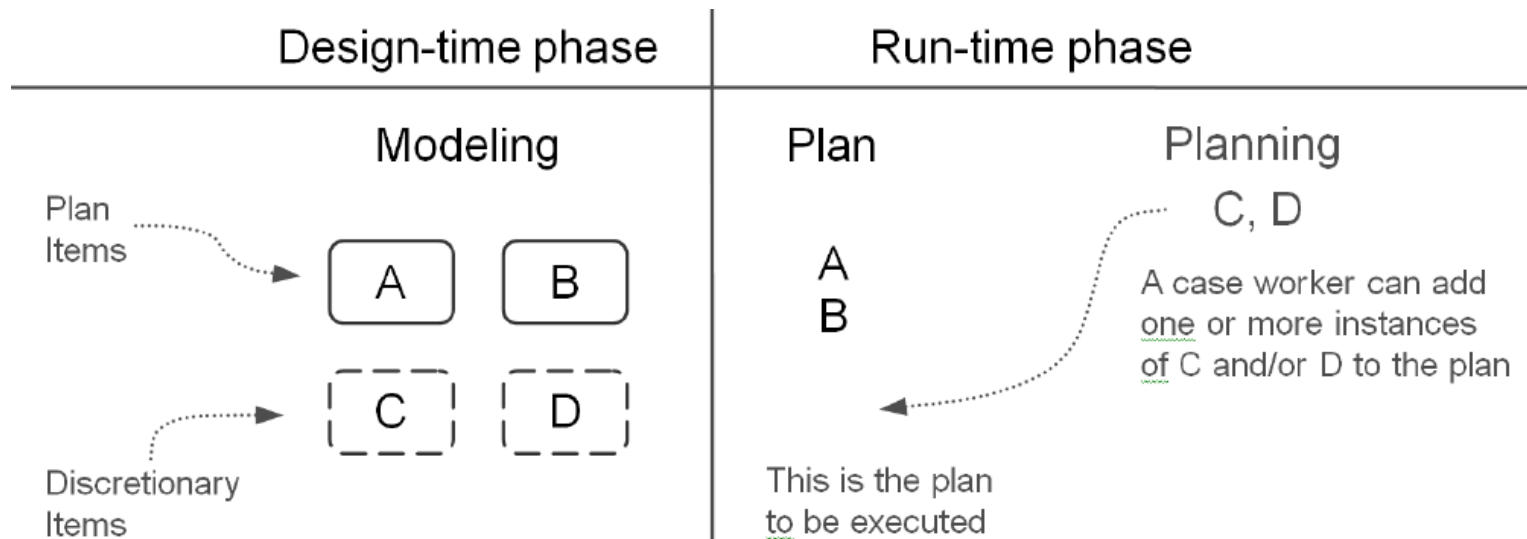 Design-time phase
Run-time phase
Modeling
Plan
Items
A
B
C
D
Discretionary
Items
Plan
A
B
This is the plan
to be executed
Planning
C, D
A case worker can add
one or more instances
of C and/or D to the plan